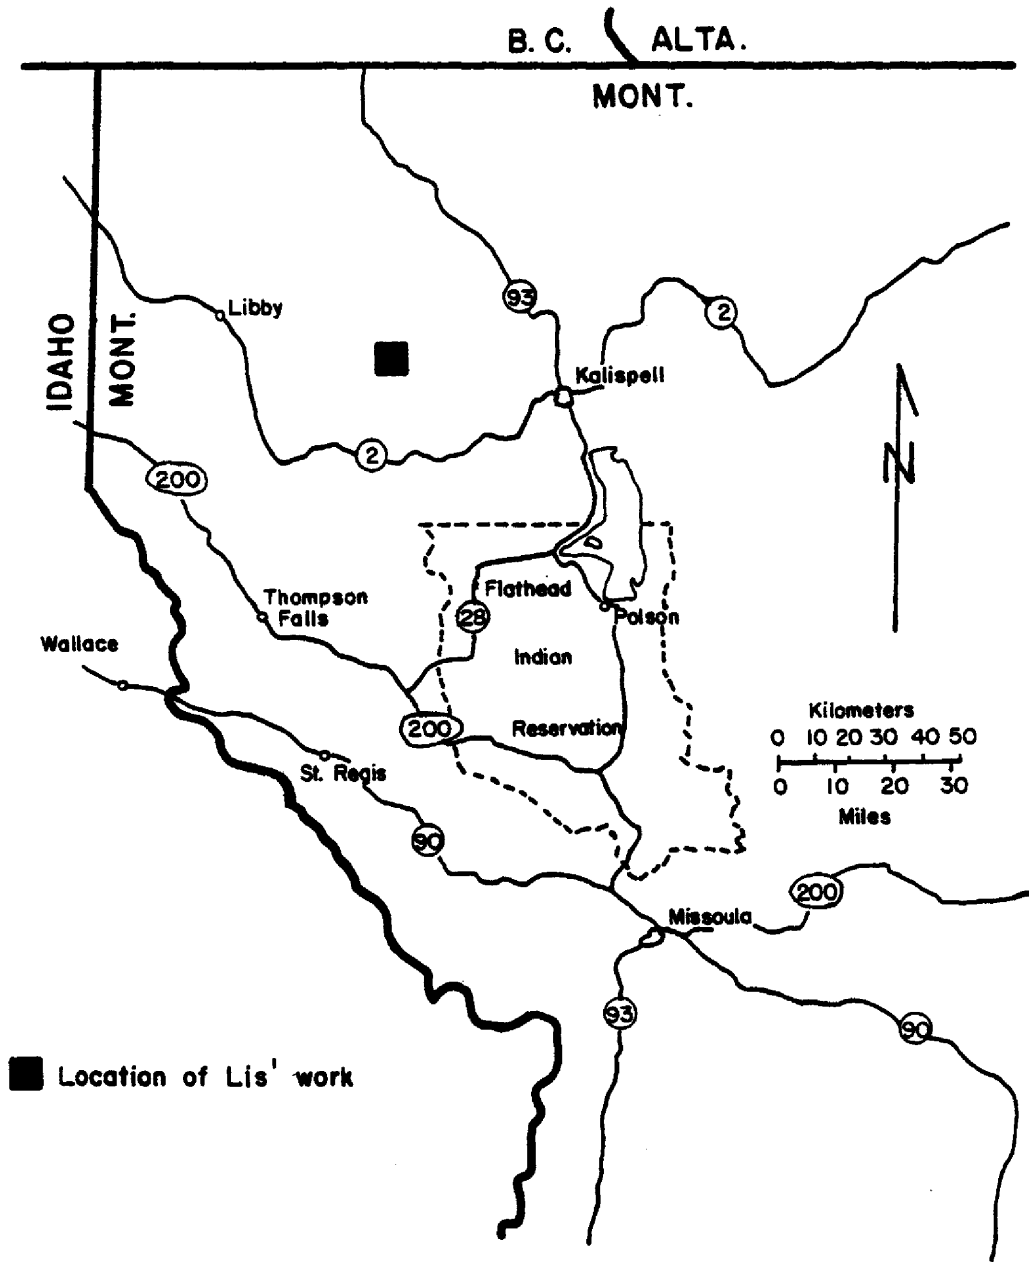 B. C.
ALTA.
MONT.
93
2
Libby
IDAHO
MONT.
Kalispell
2
200
N
Thompson
Falls
Flathead
28
Polson
Wallace
Indian
Reservation
200
Kilometers
0 10 20 30 40 50
0 10 20 30
Miles
St. Regis
90
200
Missoula
93
90
Location of Lis' work